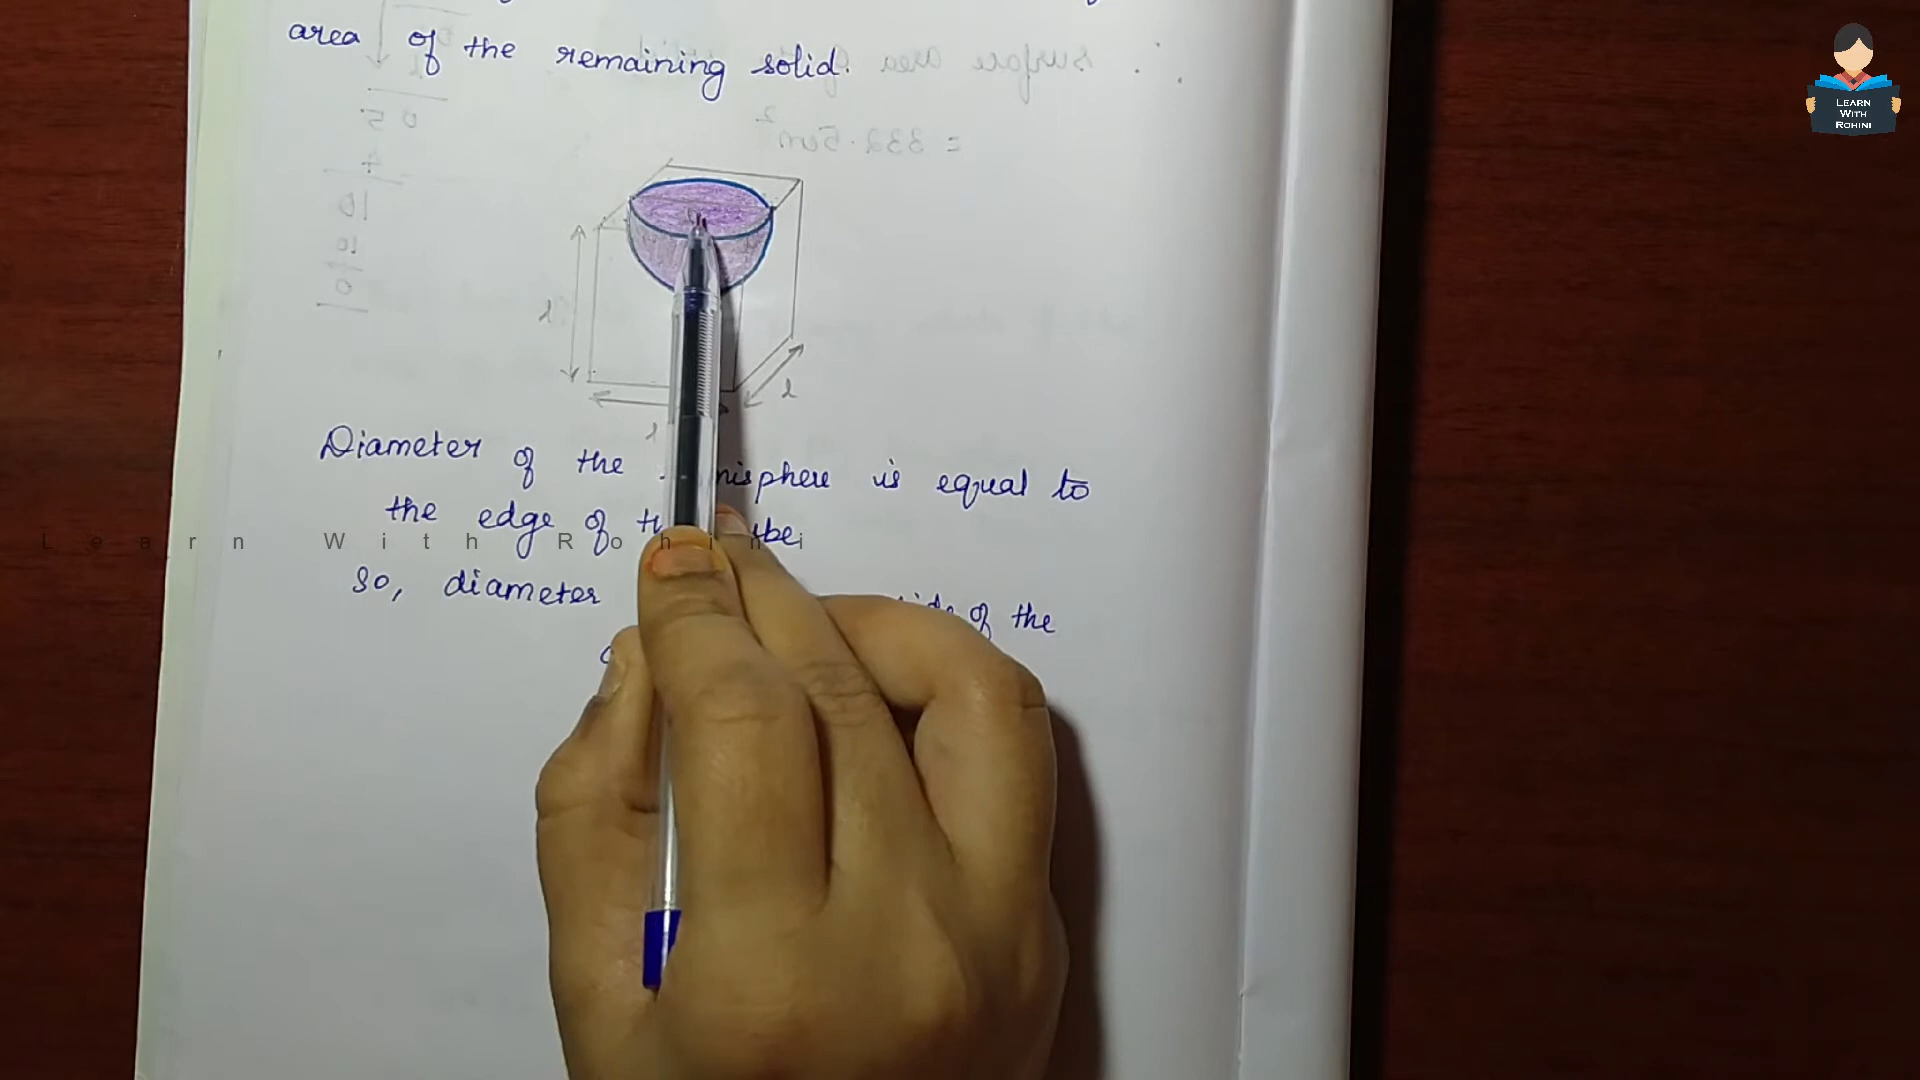 area of the remaining solid.
l
l
l
Diameter of the hemisphere is equal to
the edge of the
so, diameter side of the
Learn With Rohini
LEARN
WITH
ROHINI